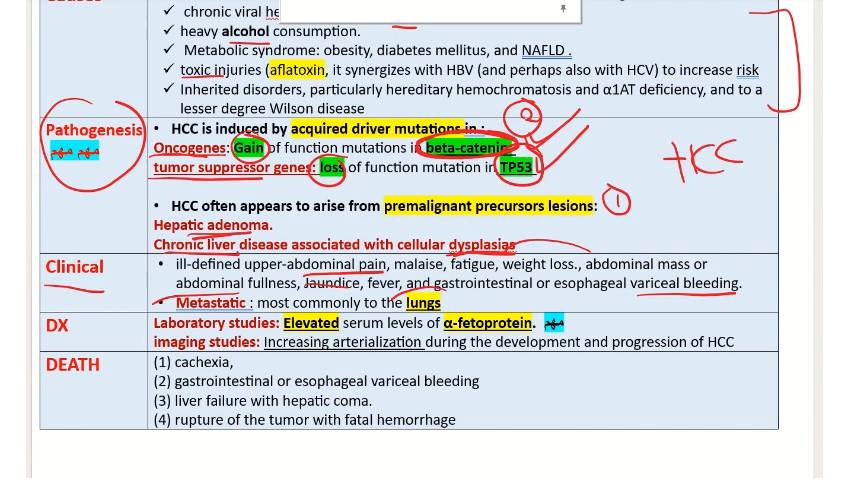 ✓ chronic viral he
✓ heavy alcohol consumption.
✓ Metabolic syndrome: obesity, diabetes mellitus, and NAFLD .
✓ toxic injuries (aflatoxin, it synergizes with HBV (and perhaps also with HCV) to increase risk
✓ Inherited disorders, particularly hereditary hemochromatosis and α1AT deficiency, and to a
lesser degree Wilson disease
Pathogenesis
مهم مهم
• HCC is induced by acquired driver mutations in :
Oncogenes: Gain of function mutations in beta-catenin.
tumor suppressor genes: loss of function mutation in TP53
2
HCC
• HCC often appears to arise from premalignant precursors lesions:
1
Hepatic adenoma.
Chronic liver disease associated with cellular dysplasias
Clinical
• ill-defined upper-abdominal pain, malaise, fatigue, weight loss., abdominal mass or
abdominal fullness, Jaundice, fever, and gastrointestinal or esophageal variceal bleeding.
• Metastatic : most commonly to the lungs
DX
Laboratory studies: Elevated serum levels of α-fetoprotein. مهم
imaging studies: Increasing arterialization during the development and progression of HCC
DEATH
(1) cachexia,
(2) gastrointestinal or esophageal variceal bleeding
(3) liver failure with hepatic coma.
(4) rupture of the tumor with fatal hemorrhage